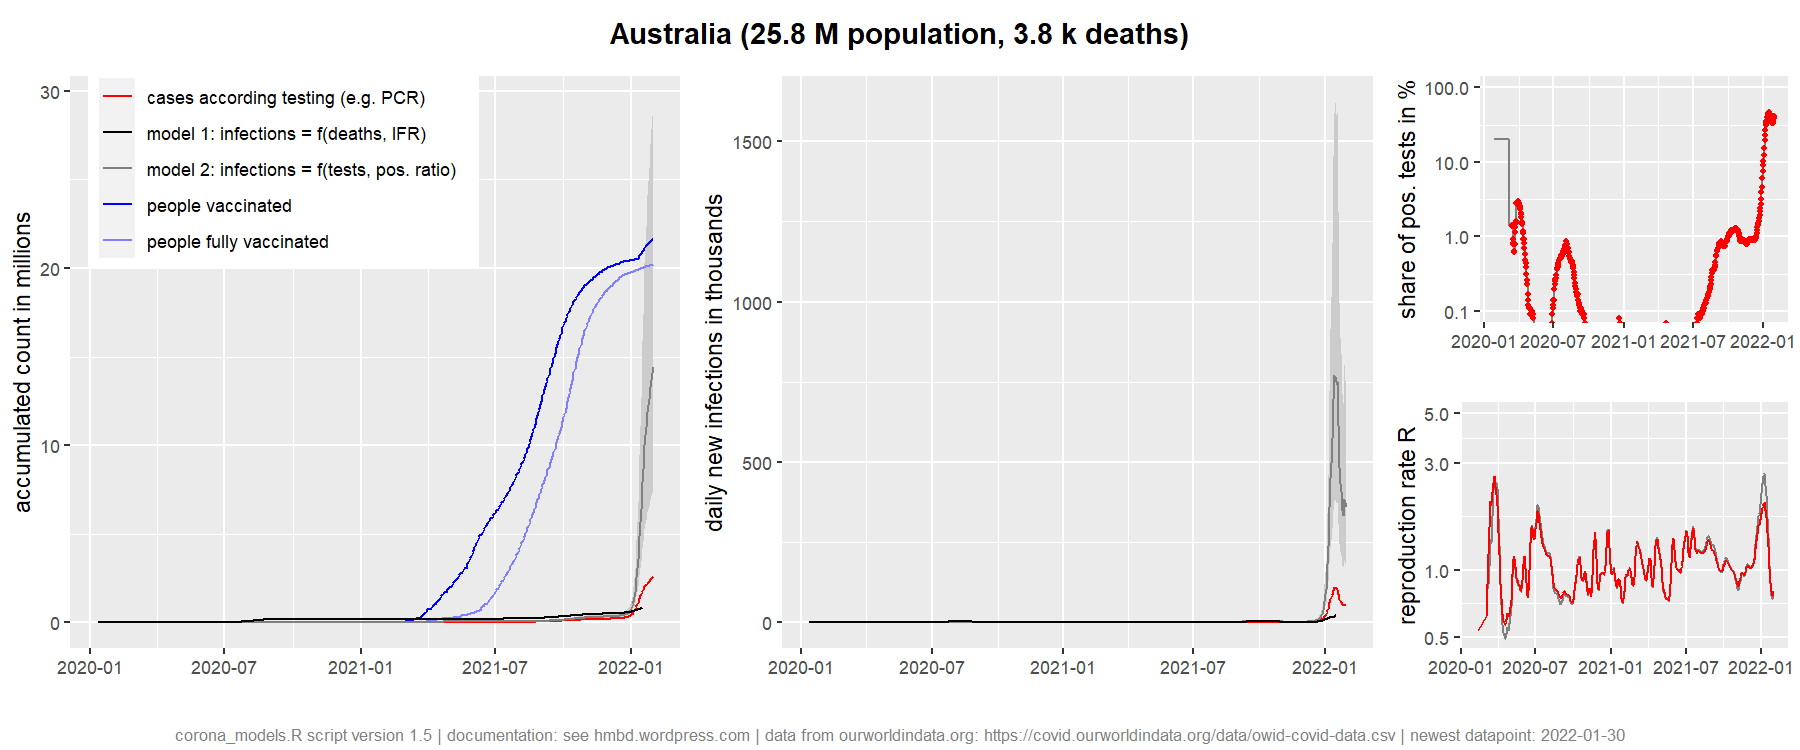 Australia (25.8 M population, 3.8 k deaths)
accumulated count in millions
30
20
10
0
cases according testing (e.g. PCR)
model 1: infections = f(deaths, IFR)
model 2: infections = f(tests, pos. ratio)
people vaccinated
people fully vaccinated
2020-01 2020-07 2021-01 2021-07 2022-01
daily new infections in thousands
1500
1000
500
0
2020-01 2020-07 2021-01 2021-07 2022-01
share of pos. tests in %
100.0
10.0
1.0
0.1
2020-01 2020-07 2021-01 2021-07 2022-01
reproduction rate R
5.0
3.0
1.0
0.5
2020-01 2020-07 2021-01 2021-07 2022-01
corona_models.R script version 1.5 | documentation: see hmbd.wordpress.com | data from ourworldindata.org: https://covid.ourworldindata.org/data/owid-covid-data.csv | newest datapoint: 2022-01-30